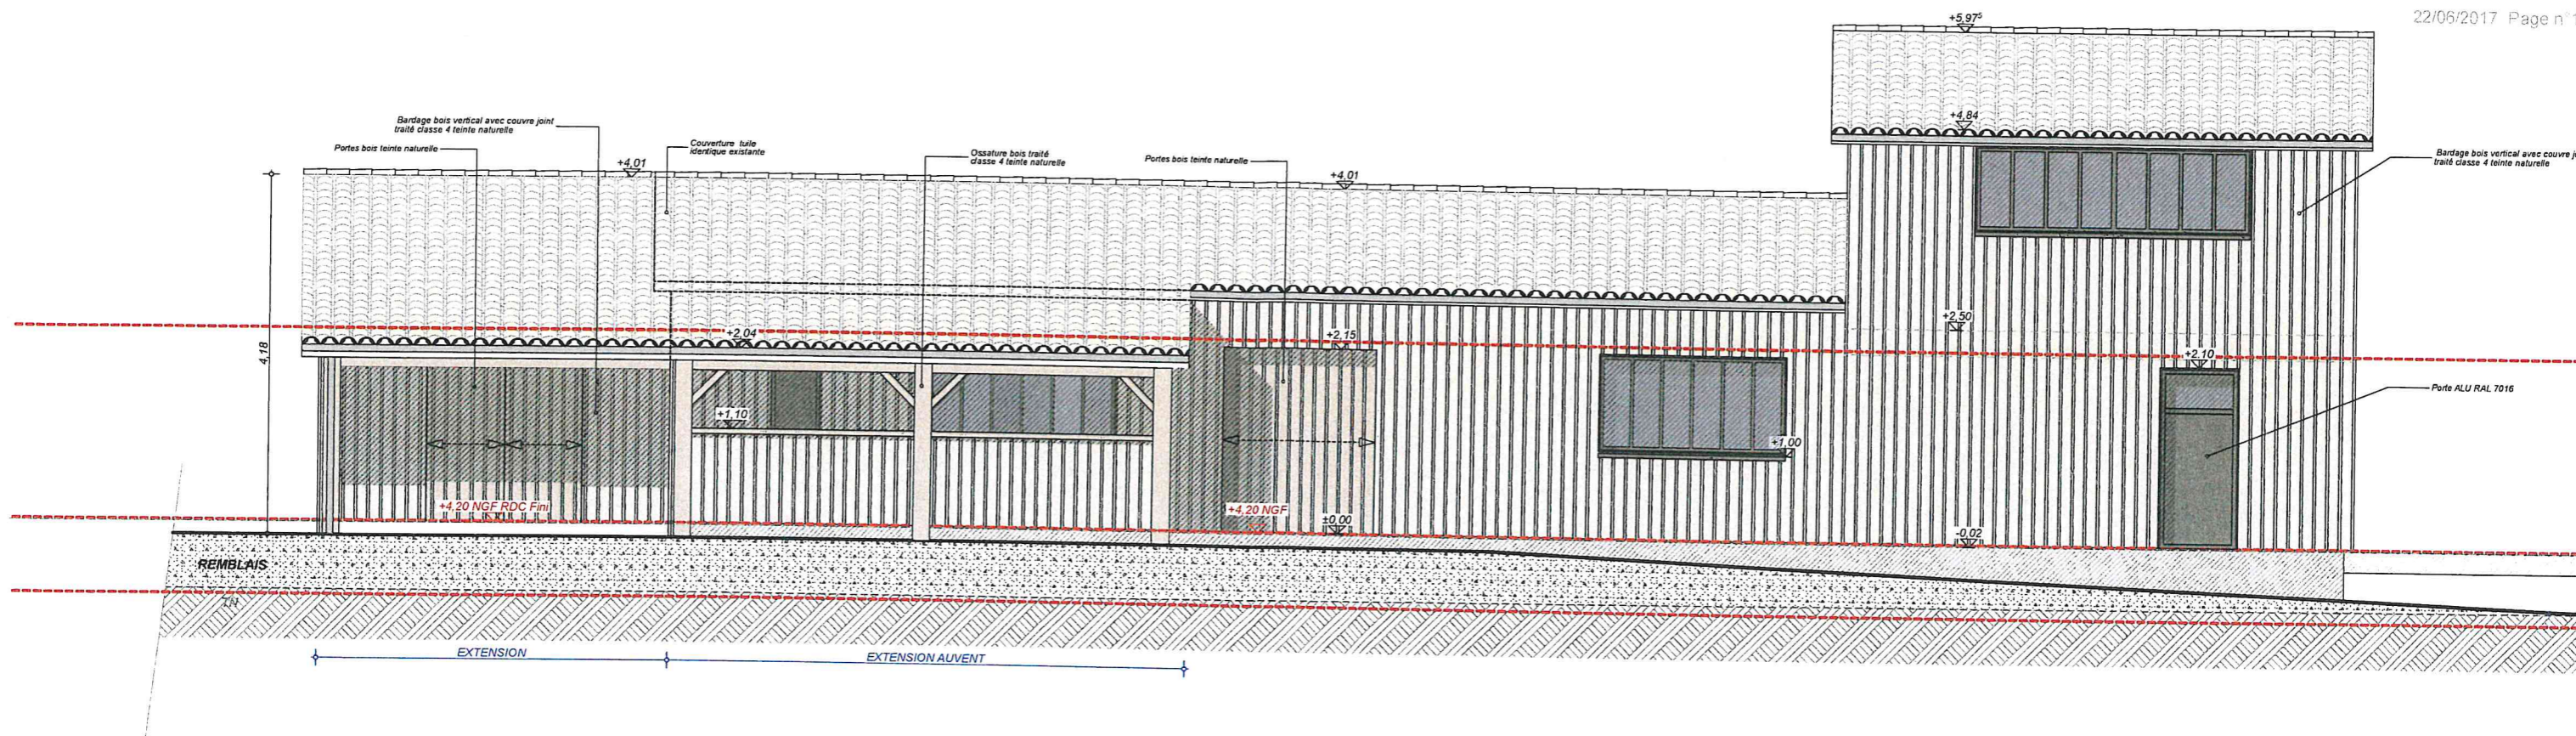 22/06/2017 Page n°1
+5,97⁵
+4,84
Bardage bois vertical avec couvre joint
traité classe 4 teinte naturelle
Portes bois teinte naturelle
Couverture tuile
identique existante
Ossature bois traité
classe 4 teinte naturelle
Portes bois teinte naturelle
Bardage bois vertical avec couvre jo
traité classe 4 teinte naturelle
+4,01
+4,01
4,18
+2,04
+2,15
+2,50
+2,10
Porte ALU RAL 7016
+1,10
+1,00
+4,20 NGF RDC Fini
+4,20 NGF
±0,00
-0,02
REMBLAIS
TN
EXTENSION
EXTENSION AUVENT